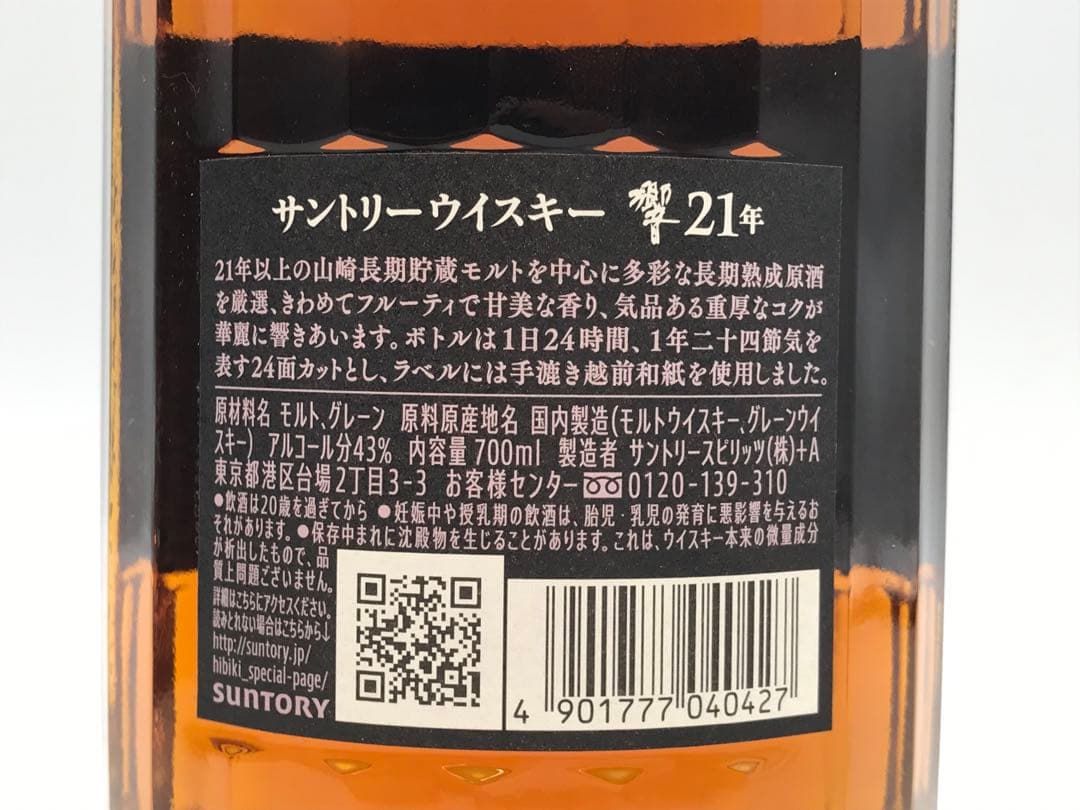 サントリーウイスキー 響 21年
21年以上の山崎長期貯蔵モルトを中心に多彩な長期熟成原酒
を厳選、きわめてフルーティで甘美な香り、気品ある重厚なコクが
華麗に響きあいます。ボトルは1日24時間、1年二十四節気を
表す24面カットとし、ラベルには手漉き越前和紙を使用しました。
原材料名 モルト、グレーン 原料原産地名 国内製造(モルトウイスキー、グレーンウイ
スキー) アルコール分43% 内容量 700ml 製造者 サントリースピリッツ(株)+A
東京都港区台場2丁目3-3 お客様センター 0120-139-310
●飲酒は20歳を過ぎてから ●妊娠中や授乳期の飲酒は、胎児・乳児の発育に悪影響を与えるお
それがあります。●保存中まれに沈殿物を生じることがあります。これは、ウイスキー本来の微量成分
が析出したもので、品
質上問題ございません。
詳細はこちらにアクセスください。
読みとれない場合はこちらから↓
http://suntory.jp/
hibiki_special-page/
SUNTORY
4 901777 040427